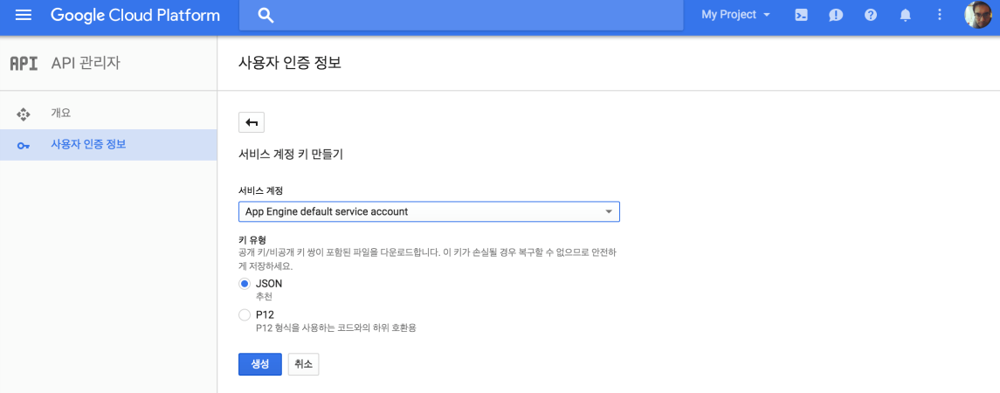 Google Cloud Platform
My Project
API API 관리자
사용자 인증 정보
개요
사용자 인증 정보
서비스 계정 키 만들기
서비스 계정
App Engine default service account
키 유형
공개 키/비공개 키 쌍이 포함된 파일을 다운로드합니다. 이 키가 손실될 경우 복구할 수 없으므로 안전하
게 저장하세요.
JSON
추천
P12
P12 형식을 사용하는 코드와의 하위 호환용
생성
취소